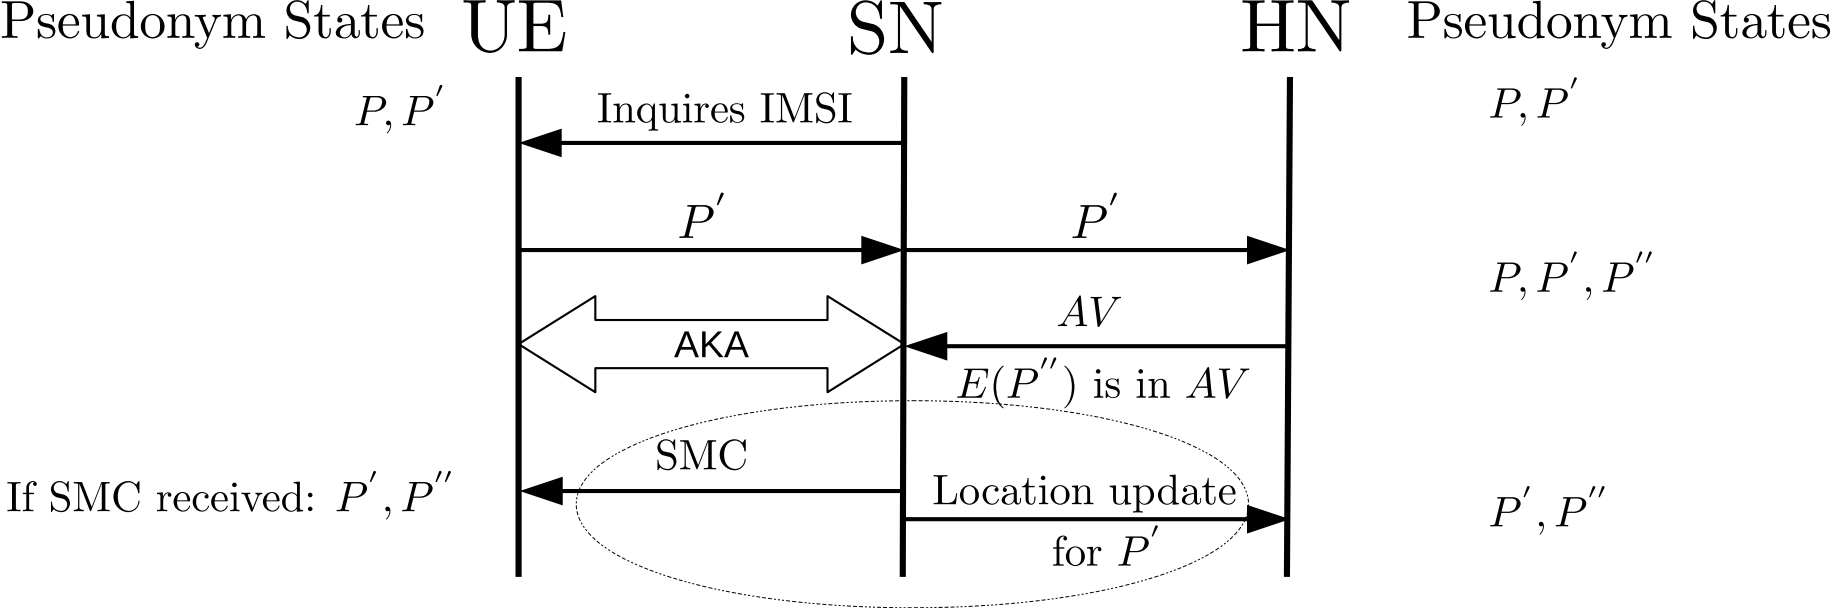 Pseudonym States UE SN HN Pseudonym States
P, P′ Inquires IMSI P, P′
P′ P′
P, P′, P′′
AV
AKA
E(P′′) is in AV
SMC
If SMC received: P′, P′′ Location update P′, P′′
for P′